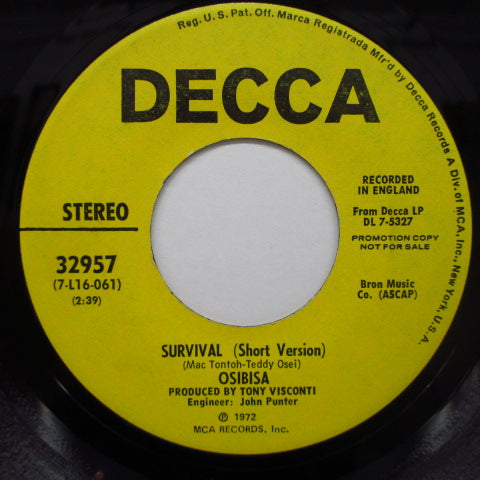 Reg. U.S. Pat. Off. Marca Registrada Mfr'd by Decca Records A Div. of MCA, Inc., New York, U.S.A.
DECCA
RECORDED
IN ENGLAND
STEREO
From Decca LP
DL 7-5327
PROMOTION COPY
NOT FOR SALE
32957
(7-L16-061)
(2:39)
Bron Music
Co. (ASCAP)
SURVIVAL (Short Version)
(Mac Tontoh-Teddy Osei)
OSIBISA
PRODUCED BY TONY VISCONTI
Engineer: John Punter
℗ 1972
MCA RECORDS, Inc.